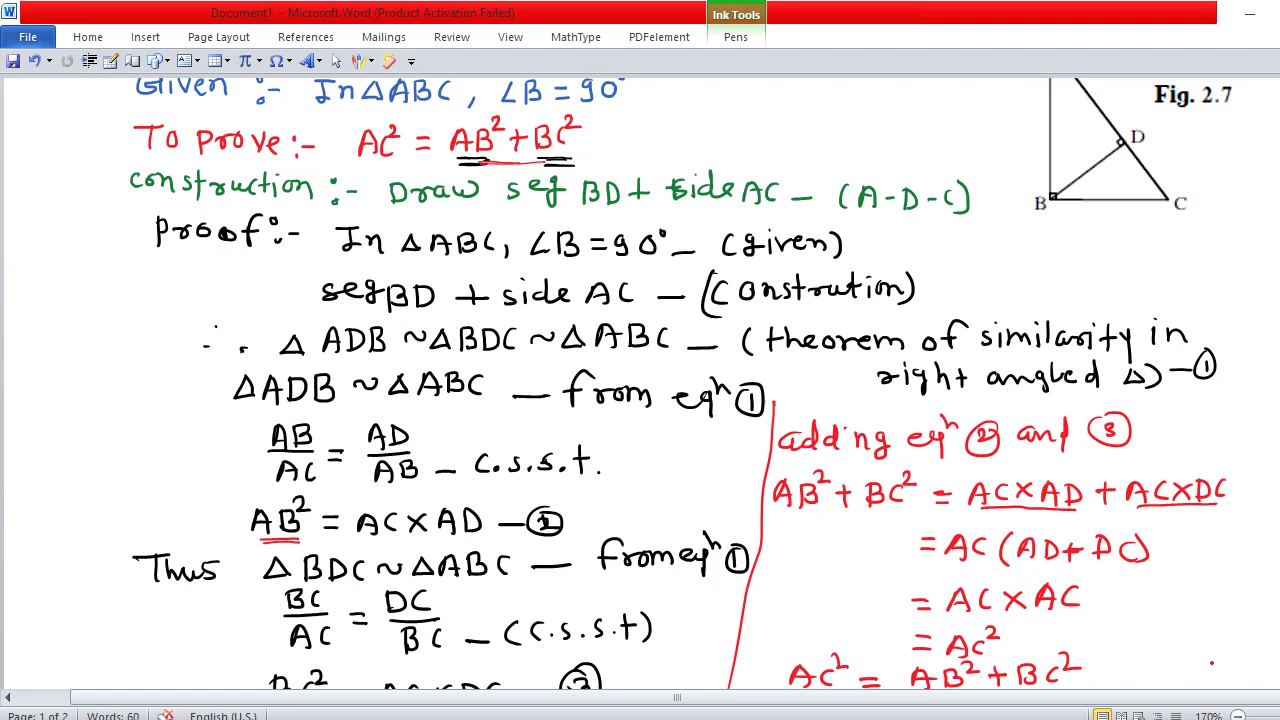 Document1 - Microsoft Word (Product Activation Failed)
Ink Tools
File Home Insert Page Layout References Mailings Review View MathType PDFelement Pens
Given :- In △ABC, ∠B = 90°
To prove :- AC² = AB² + BC²
construction :- Draw seg BD ⊥ side AC - (A-D-C)
Fig. 2.7
D
B
C
Proof :- In △ABC, ∠B = 90° - (given)
seg BD ⊥ side AC - (Constrution)
∴ △ ADB ~ △BDC ~ △ABC - (theorem of similarity in
right angled △) - ①
△ADB ~ △ABC - from eqⁿ ①
AB/AC = AD/AB - c.s.s.t.
AB² = AC × AD - ②
Thus △BDC ~ △ABC - from eqⁿ ①
BC/AC = DC/BC - (c.s.s.t)
adding eqⁿ ② and ③
AB² + BC² = AC × AD + AC × DC
= AC (AD + DC)
= AC × AC
= AC²
AC² = AB² + BC²
Page: 1 of 2 Words: 60 English (U.S.) 170%